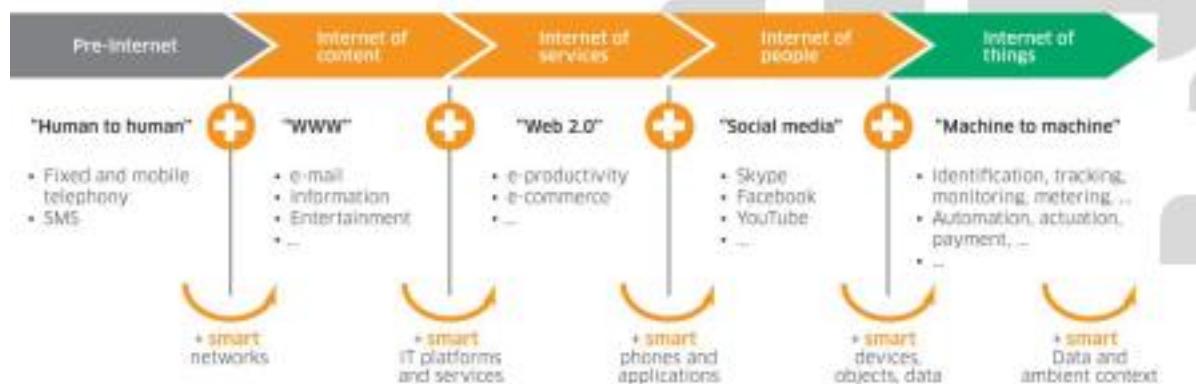 Pre-Internet
Internet of
content
Internet of
services
Internet of
people
Internet of
things
"Human to human"
"WWW"
"Web 2.0"
"Social media"
"Machine to machine"
• Fixed and mobile
telephony
• SMS
• e-mail
• Information
• Entertainment
• ...
• e-productivity
• e-commerce
• ...
• Skype
• Facebook
• YouTube
• ...
• Identification, tracking,
monitoring, metering, ...
• Automation, actuation,
payment, ...
• ...
+ smart
networks
+ smart
IT platforms
and services
+ smart
phones and
applications
+ smart
devices,
objects, data
+ smart
Data and
ambient context